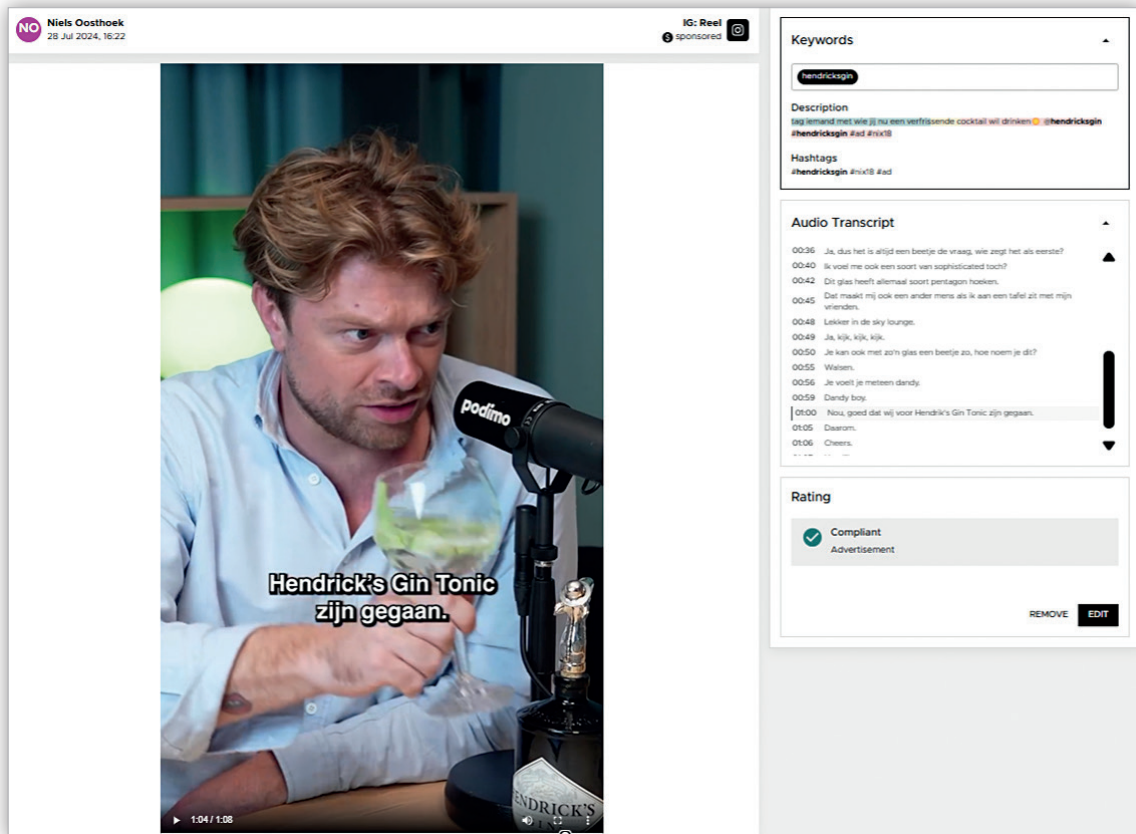 NO
Niels Oosthoek
28 Jul 2024, 16:22
IG: Reel
$ sponsored
podimo
Hendrick's Gin Tonic
zijn gegaan.
HENDRICK'S
GIN
1:04 / 1:08
Keywords
hendricksgin
Description
tag iemand met wie jij nu een verfrissende cocktail wil drinken @hendricksgin
#hendricksgin #ad #nix18
Hashtags
#hendricksgin #nix18 #ad
Audio Transcript
00:36 Ja, dus het is altijd een beetje de vraag, wie zegt het als eerste?
00:40 Ik voel me ook een soort van sophisticated toch?
00:42 Dit glas heeft allemaal soort pentagon hoeken.
00:45 Dat maakt mij ook een ander mens als ik aan een tafel zit met mijn
vrienden.
00:48 Lekker in de sky lounge.
00:49 Ja, kijk, kijk, kijk.
00:50 Je kan ook met zo'n glas een beetje zo, hoe noem je dit?
00:55 Walsen.
00:56 Je voelt je meteen dandy.
00:59 Dandy boy.
01:00 Nou, goed dat wij voor Hendrik's Gin Tonic zijn gegaan.
01:05 Daarom.
01:06 Cheers.
Rating
Compliant
Advertisement
REMOVE EDIT